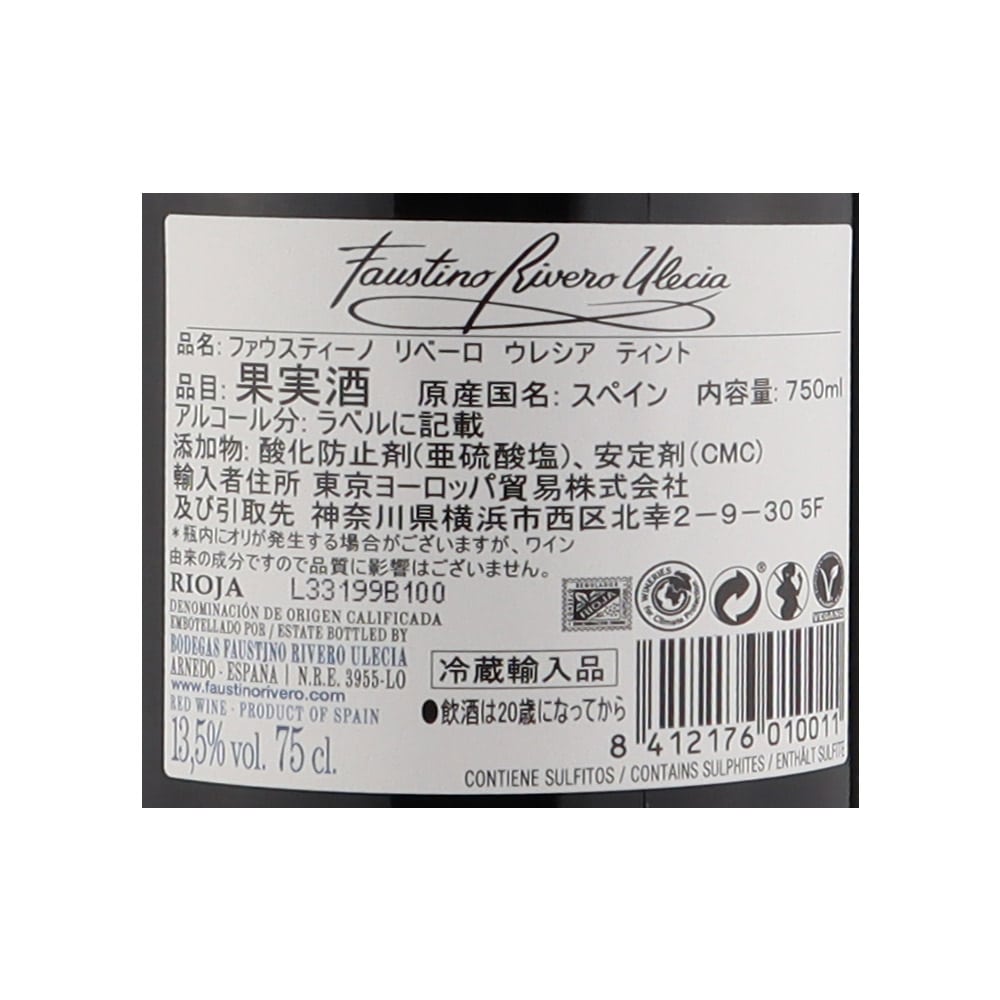 Faustino Rivero Ulecia
品名: ファウスティーノ リベーロ ウレシア ティント
品目: 果実酒 原産国名: スペイン 内容量: 750ml
アルコール分: ラベルに記載
添加物: 酸化防止剤(亜硫酸塩)、安定剤(CMC)
輸入者住所 東京ヨーロッパ貿易株式会社
及び引取先 神奈川県横浜市西区北幸2-9-30 5F
*瓶内にオリが発生する場合がございますが、ワイン
由来の成分ですので品質に影響はございません。
RIOJA L33199B100
DENOMINACIÓN DE ORIGEN CALIFICADA
EMBOTELLADO POR / ESTATE BOTTLED BY
BODEGAS FAUSTINO RIVERO ULECIA
ARNEDO - ESPAÑA | N.R.E. 3955-LO
www.faustinorivero.com
RED WINE - PRODUCT OF SPAIN
13,5% vol. 75 cl.
RIOJA
WINERIES
for Climate Protection
®
VEGANO
冷蔵輸入品
●飲酒は20歳になってから
8 412176 010011
CONTIENE SULFITOS / CONTAINS SULPHITES / ENTHÄLT SULFITE